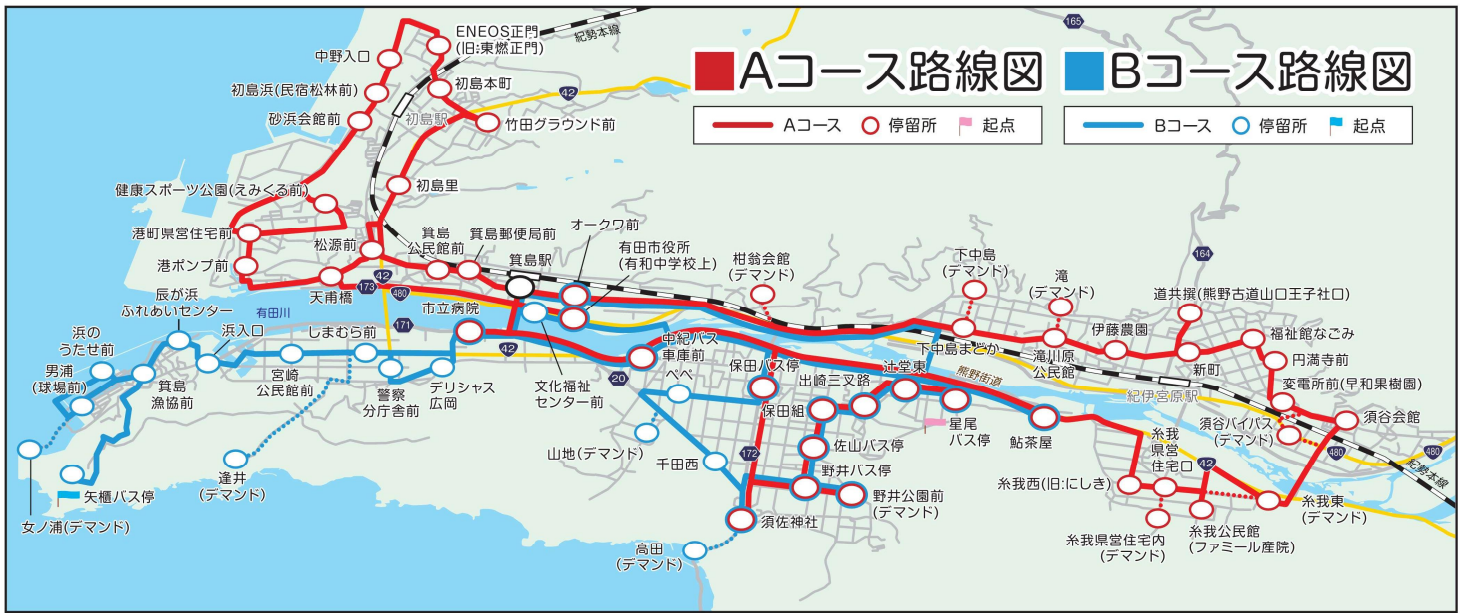 Aコース路線図
Aコース
停留所
起点
Bコース路線図
Bコース
停留所
起点
165
紀勢本線
ENEOS正門
(旧:東燃正門)
中野入口
初島浜(民宿松林前)
初島本町
42
砂浜会館前
初島駅
竹田グラウンド前
初島里
健康スポーツ公園(えみくる前)
港町県営住宅前
松源前
箕島
公民館前
箕島郵便局前
オークワ前
箕島駅
有田市役所
(有和中学校上)
港ポンプ前
天甫橋
42
173
480
柑翁会館
(デマンド)
下中島
(デマンド)
滝
(デマンド)
164
道共撰(熊野古道山口王子社口)
伊藤農園
福祉館なごみ
円満寺前
新町
滝川原
公民館
下中島まどか
変電所前(早和果樹園)
紀伊宮原駅
須谷バイパス
(デマンド)
須谷会館
480
480
紀勢本線
辰が浜
ふれあいセンター
有田川
浜の
うたせ前
浜入口
しまむら前
171
市立病院
42
男浦
(球場前)
箕島
漁協前
宮崎
公民館前
警察
分庁舎前
デリシャス
広岡
文化福祉
センター前
20
中紀バス
車庫前
ぺぺ
保田バス停
出崎三叉路
辻堂東
熊野街道
保田組
星尾
バス停
鮎茶屋
佐山バス停
山地(デマンド)
千田西
172
野井バス停
野井公園前
(デマンド)
須佐神社
高田
(デマンド)
逢井
(デマンド)
矢櫃バス停
女ノ浦(デマンド)
糸我西(旧:にしき)
糸我
県営
住宅口
42
糸我県営住宅内
(デマンド)
糸我公民館
(ファミール産院)
糸我東
(デマンド)